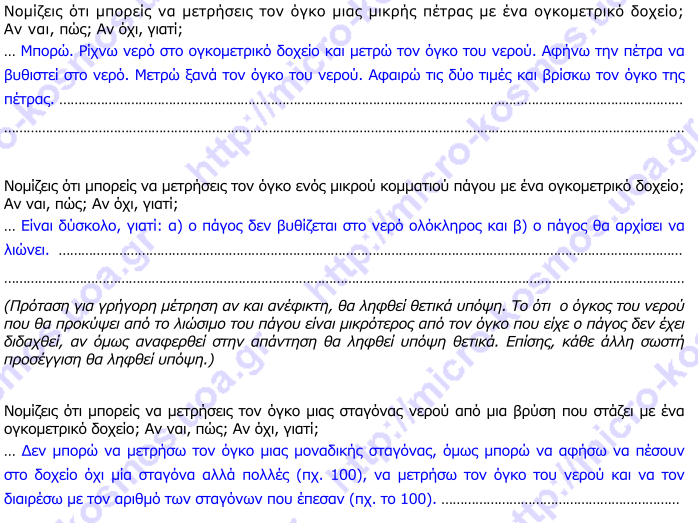 Νομίζεις ότι μπορείς να μετρήσεις τον όγκο μιας μικρής πέτρας με ένα ογκομετρικό δοχείο;
Αν ναι, πώς; Αν όχι, γιατί;
… Μπορώ. Ρίχνω νερό στο ογκομετρικό δοχείο και μετρώ τον όγκο του νερού. Αφήνω την πέτρα να
βυθιστεί στο νερό. Μετρώ ξανά τον όγκο του νερού. Αφαιρώ τις δύο τιμές και βρίσκω τον όγκο της
πέτρας. ……………………………………………………………………………………………………………………
………………………………………………………………………………………………………………………………
Νομίζεις ότι μπορείς να μετρήσεις τον όγκο ενός μικρού κομματιού πάγου με ένα ογκομετρικό δοχείο;
Αν ναι, πώς; Αν όχι, γιατί;
… Είναι δύσκολο, γιατί: α) ο πάγος δεν βυθίζεται στο νερό ολόκληρος και β) ο πάγος θα αρχίσει να
λιώνει. ……………………………………………………………………………………………………………………
………………………………………………………………………………………………………………………………
(Πρόταση για γρήγορη μέτρηση αν και ανέφικτη, θα ληφθεί θετικά υπόψη. Το ότι ο όγκος του νερού
που θα προκύψει από το λιώσιμο του πάγου είναι μικρότερος από τον όγκο που είχε ο πάγος δεν έχει
διδαχθεί, αν όμως αναφερθεί στην απάντηση θα ληφθεί υπόψη θετικά. Επίσης, κάθε άλλη σωστή
προσέγγιση θα ληφθεί υπόψη.)
Νομίζεις ότι μπορείς να μετρήσεις τον όγκο μιας σταγόνας νερού από μια βρύση που στάζει με ένα
ογκομετρικό δοχείο; Αν ναι, πώς; Αν όχι, γιατί;
… Δεν μπορώ να μετρήσω τον όγκο μιας μοναδικής σταγόνας, όμως μπορώ να αφήσω να πέσουν
στο δοχείο όχι μία σταγόνα αλλά πολλές (πχ. 100), να μετρήσω τον όγκο του νερού και να τον
διαιρέσω με τον αριθμό των σταγόνων που έπεσαν (πχ. το 100). ……………………………………………
http://micro-kosmos.uoa.gr